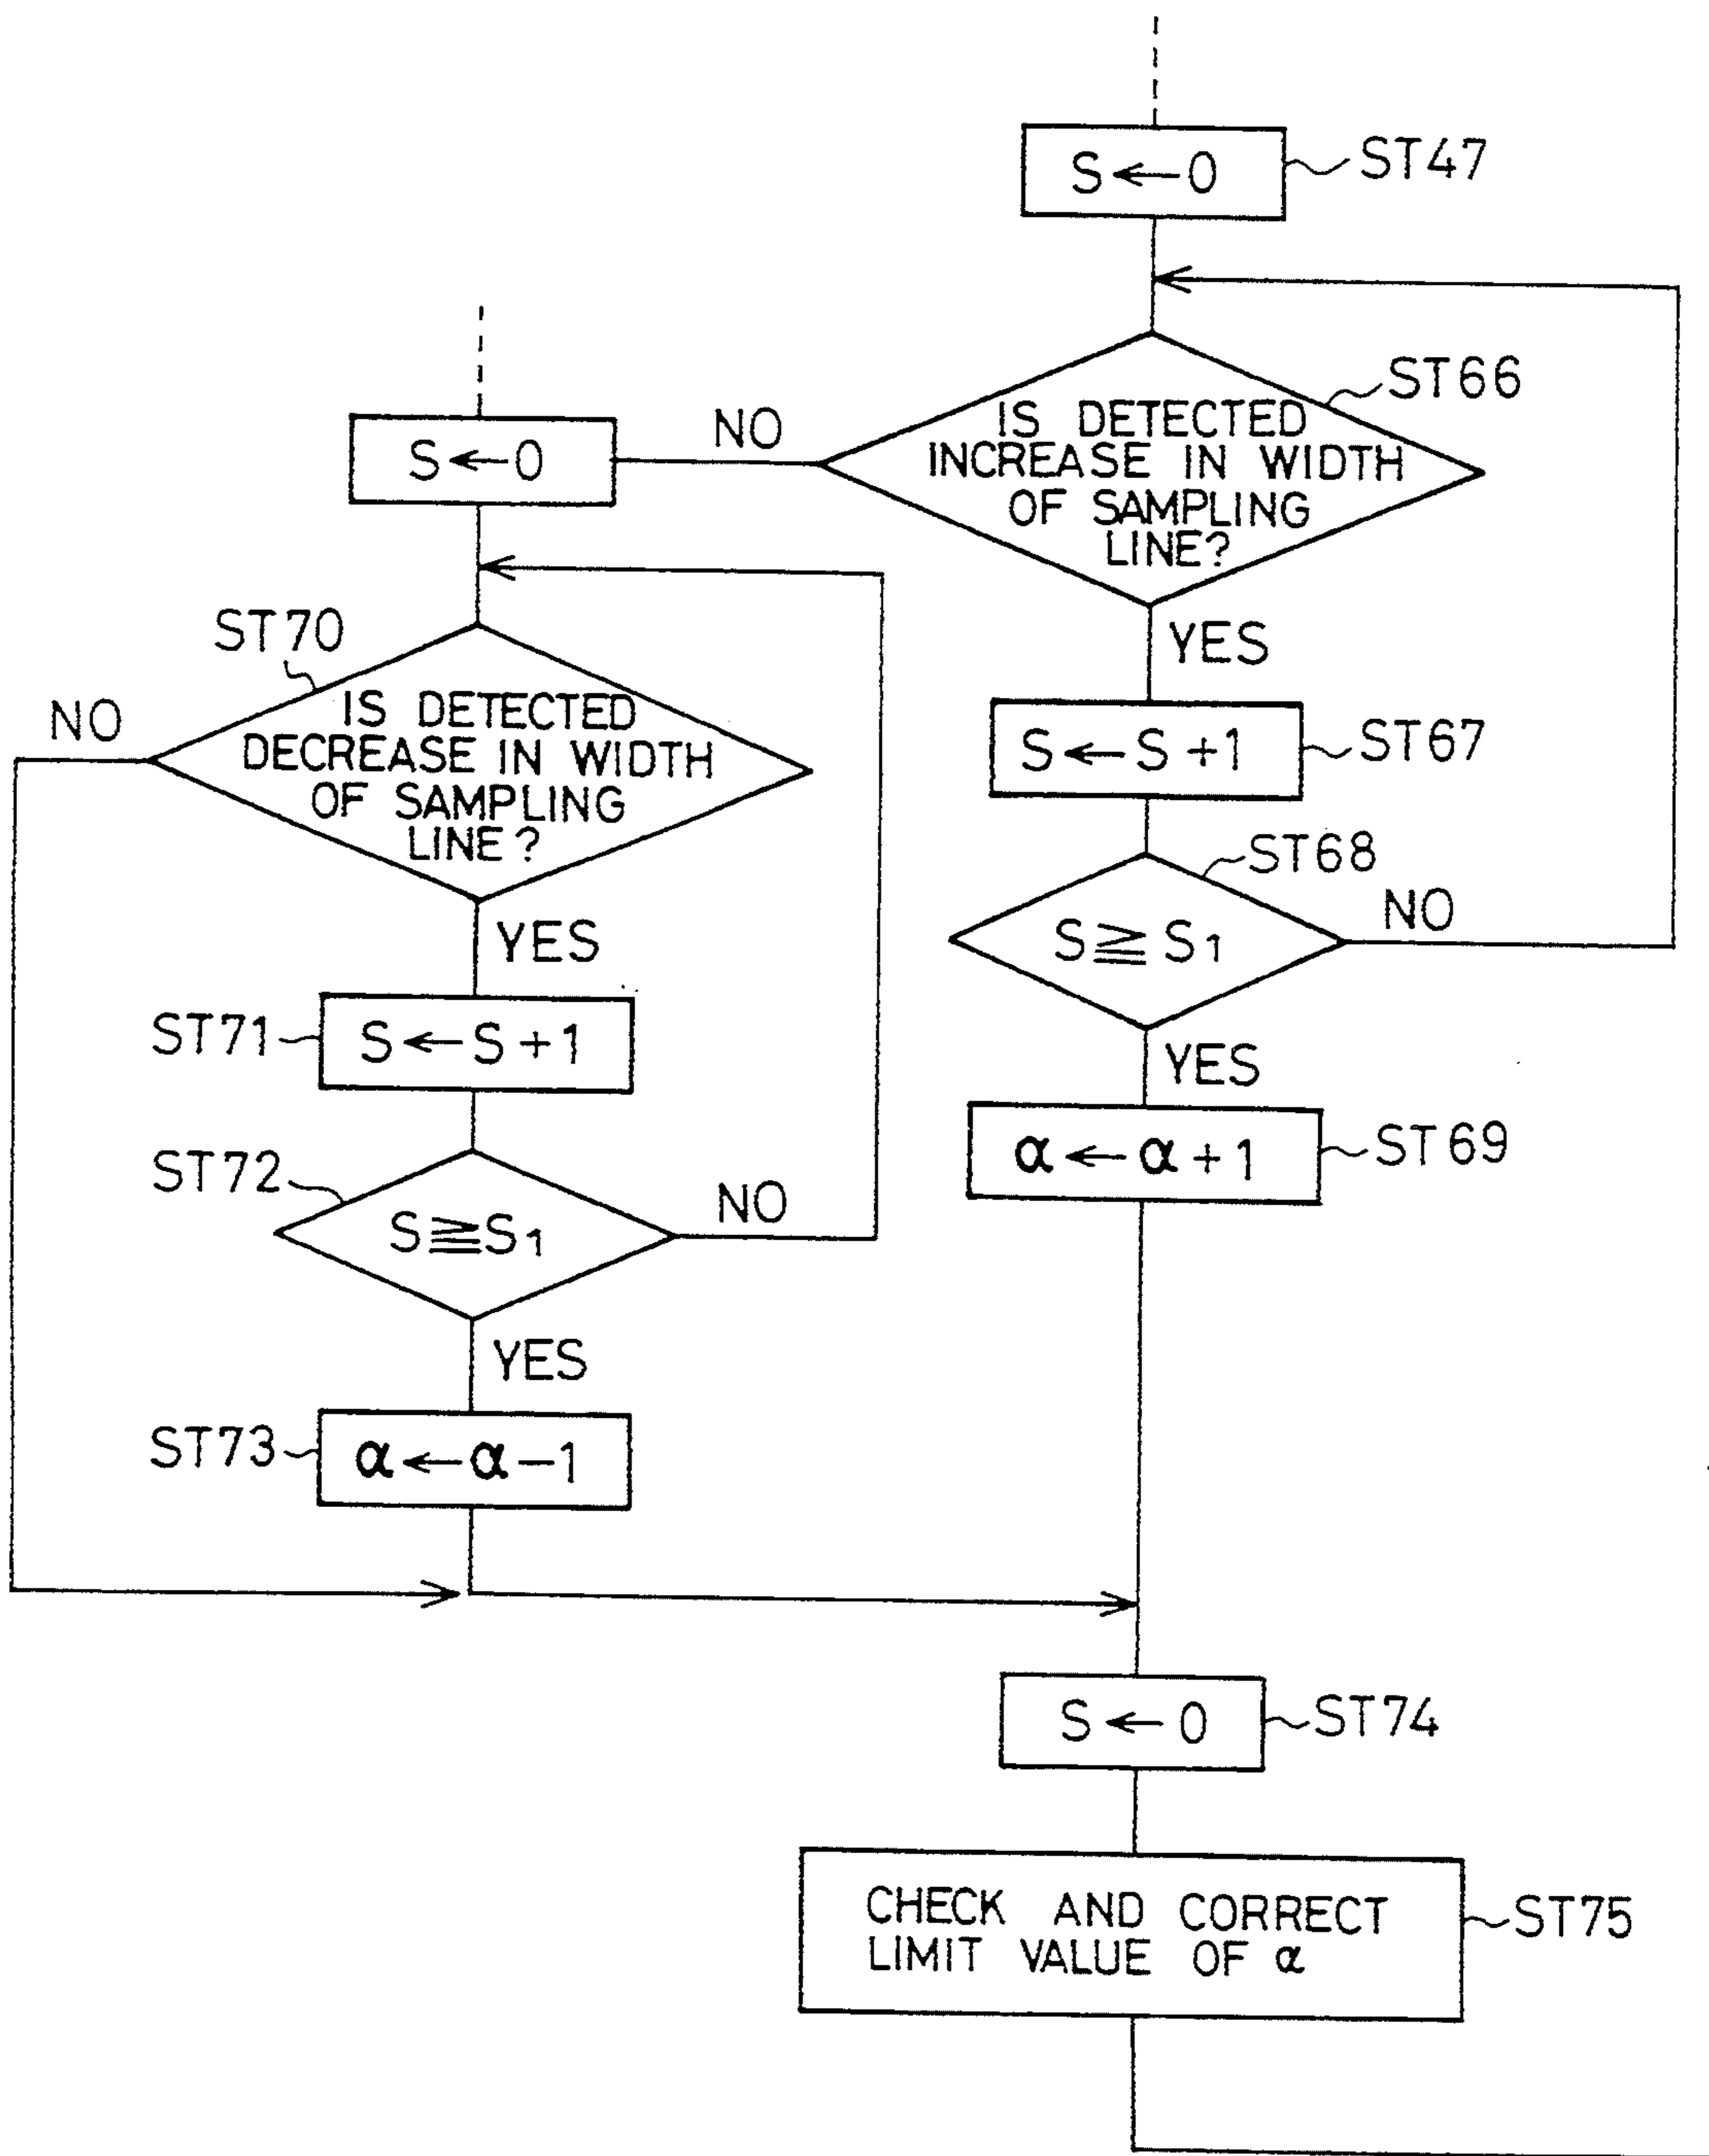 S←0
ST47
ST66
IS DETECTED
INCREASE IN WIDTH
OF SAMPLING
LINE?
NO
S←0
YES
ST70
IS DETECTED
DECREASE IN WIDTH
OF SAMPLING
LINE?
NO
S←S+1
ST67
ST68
S≧S1
NO
YES
YES
S←S+1
ST71
α←α+1
ST69
ST72
S≧S1
NO
YES
ST73
α←α−1
S←0
ST74
CHECK AND CORRECT
LIMIT VALUE OF α
ST75